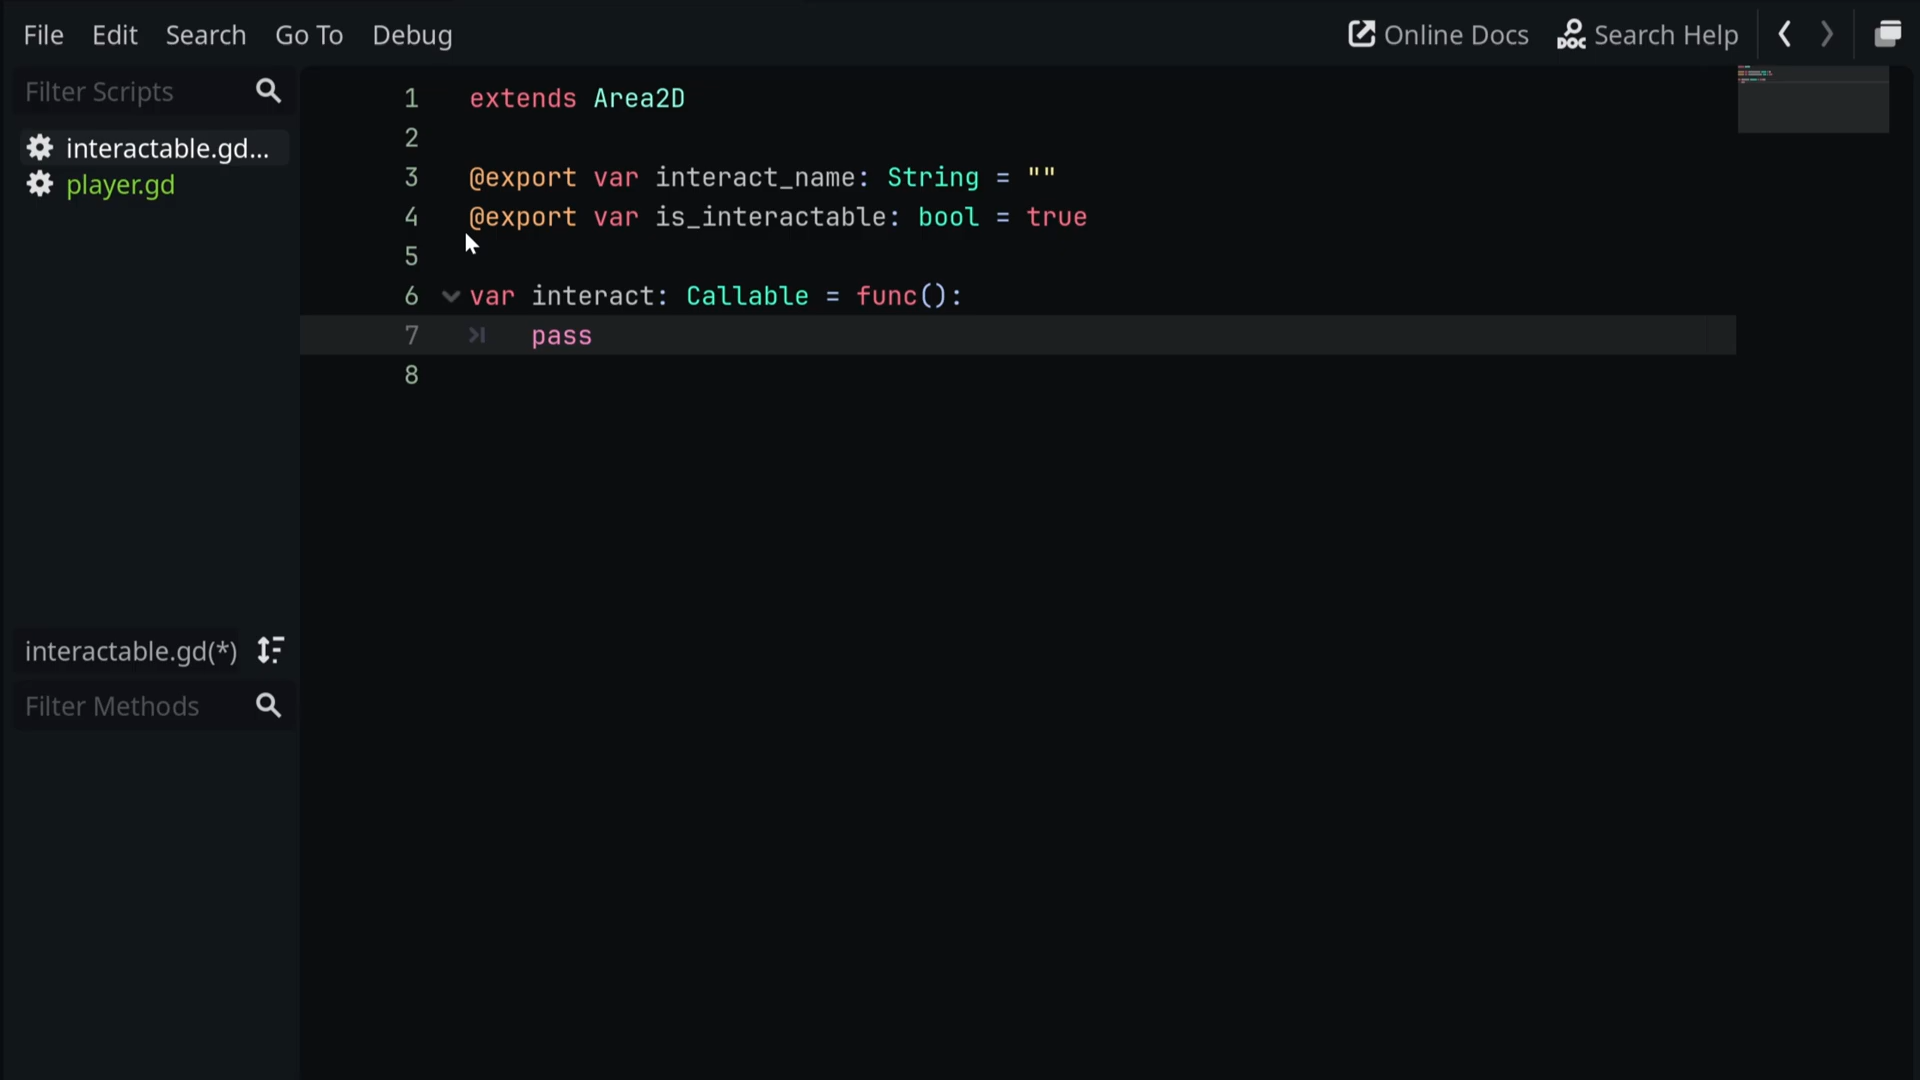 File Edit Search Go To Debug Online Docs Search Help
Filter Scripts
interactable.gd...
player.gd
interactable.gd(*)
Filter Methods
1 extends Area2D
2
3 @export var interact_name: String = ""
4 @export var is_interactable: bool = true
5
6 var interact: Callable = func():
7 pass
8